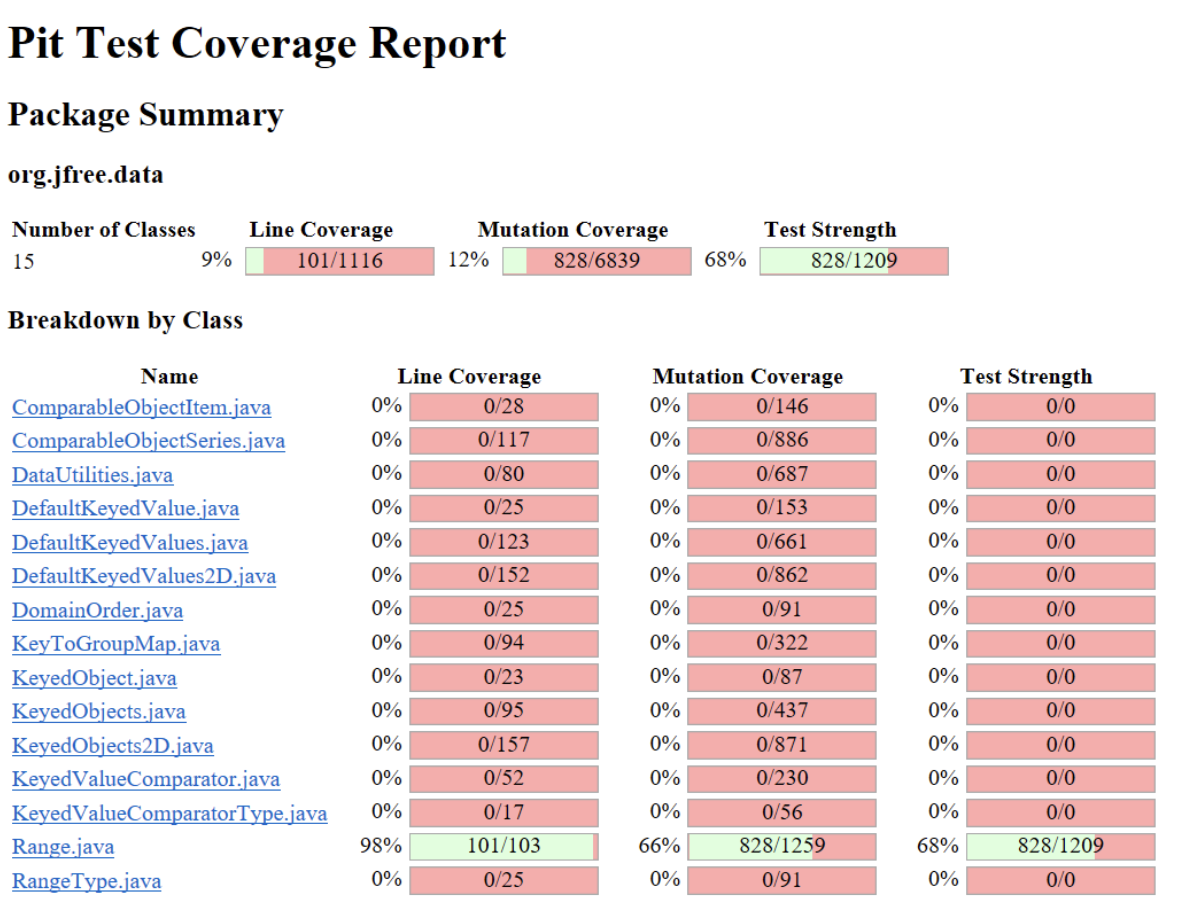 Pit Test Coverage Report
Package Summary
org.jfree.data
Number of Classes Line Coverage Mutation Coverage Test Strength
15 9% 101/1116 12% 828/6839 68% 828/1209
Breakdown by Class
Name Line Coverage Mutation Coverage Test Strength
ComparableObjectItem.java 0% 0/28 0% 0/146 0% 0/0
ComparableObjectSeries.java 0% 0/117 0% 0/886 0% 0/0
DataUtilities.java 0% 0/80 0% 0/687 0% 0/0
DefaultKeyedValue.java 0% 0/25 0% 0/153 0% 0/0
DefaultKeyedValues.java 0% 0/123 0% 0/661 0% 0/0
DefaultKeyedValues2D.java 0% 0/152 0% 0/862 0% 0/0
DomainOrder.java 0% 0/25 0% 0/91 0% 0/0
KeyToGroupMap.java 0% 0/94 0% 0/322 0% 0/0
KeyedObject.java 0% 0/23 0% 0/87 0% 0/0
KeyedObjects.java 0% 0/95 0% 0/437 0% 0/0
KeyedObjects2D.java 0% 0/157 0% 0/871 0% 0/0
KeyedValueComparator.java 0% 0/52 0% 0/230 0% 0/0
KeyedValueComparatorType.java 0% 0/17 0% 0/56 0% 0/0
Range.java 98% 101/103 66% 828/1259 68% 828/1209
RangeType.java 0% 0/25 0% 0/91 0% 0/0